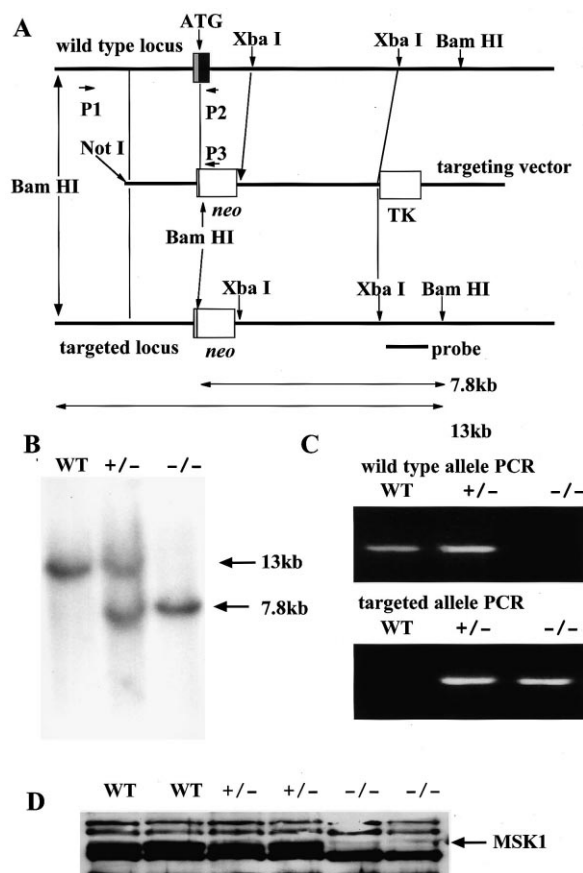 A
ATG
wild type locus
Xba I
Xba I
Bam HI
P1
P2
Not I
P3
targeting vector
Bam HI
neo
TK
Bam HI
Xba I
Xba I
Bam HI
targeted locus
neo
probe
7.8kb
13kb
B
WT +/− −/−
13kb
7.8kb
C
wild type allele PCR
WT +/− −/−
targeted allele PCR
WT +/− −/−
D
WT WT +/− +/− −/− −/−
MSK1